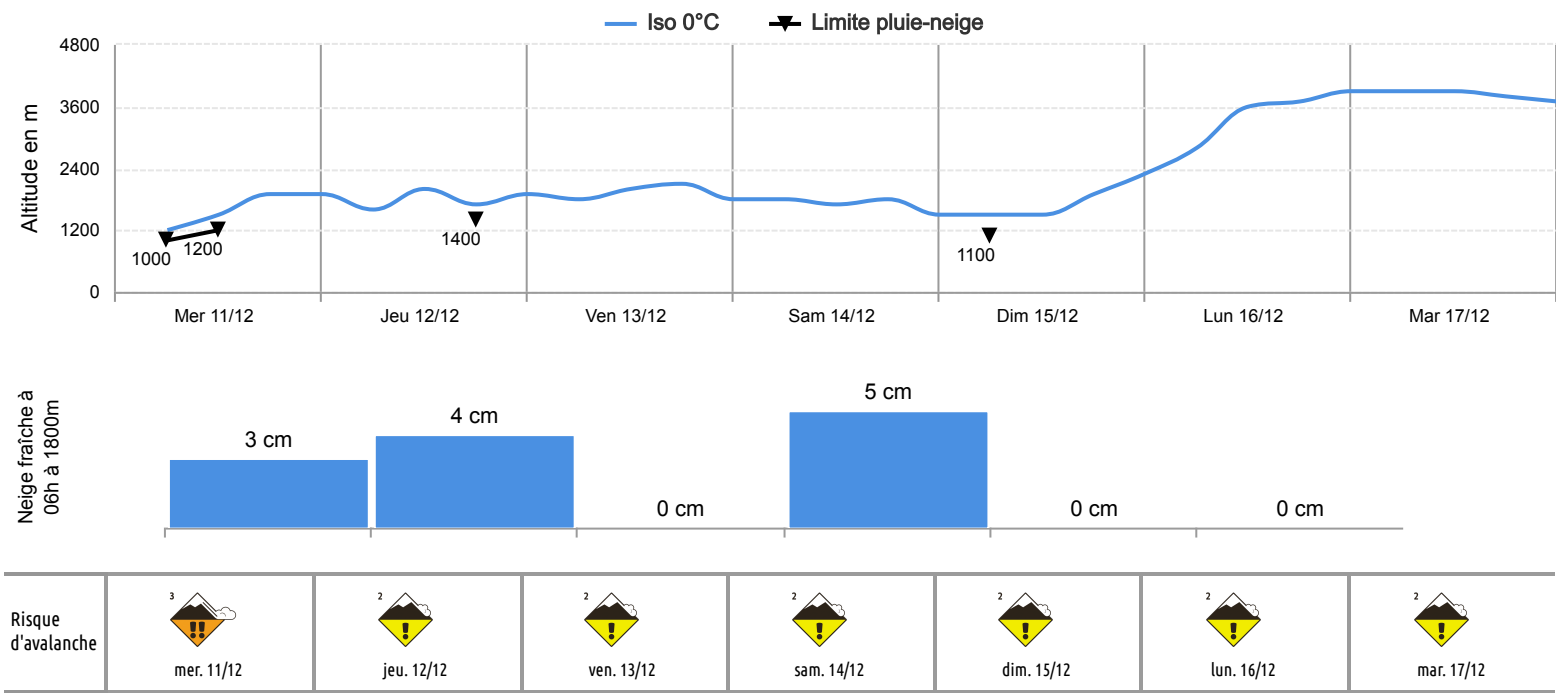 Iso 0°C
Limite pluie-neige
Altitude en m
4800
3600
2400
1200
0
1000
1200
1400
1100
Mer 11/12
Jeu 12/12
Ven 13/12
Sam 14/12
Dim 15/12
Lun 16/12
Mar 17/12
Neige fraîche à
06h à 1800m
3 cm
4 cm
0 cm
5 cm
0 cm
0 cm
Risque
d'avalanche
3
!!
mer. 11/12
2
!
jeu. 12/12
2
!
ven. 13/12
2
!
sam. 14/12
2
!
dim. 15/12
2
!
lun. 16/12
2
!
mar. 17/12